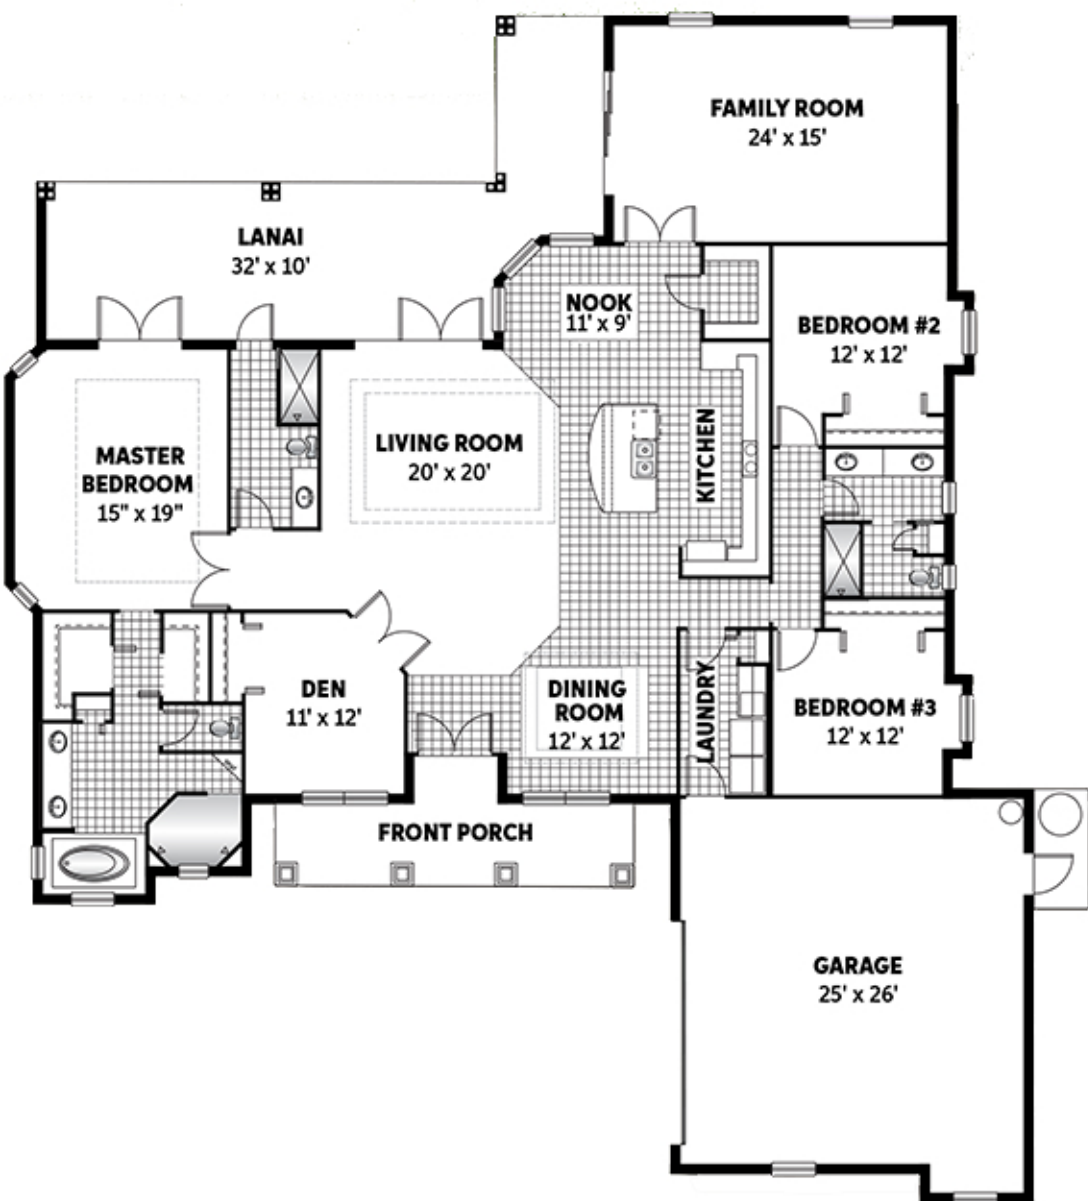 FAMILY ROOM
24' x 15'
LANAI
32' x 10'
NOOK
11' x 9'
BEDROOM #2
12' x 12'
MASTER
BEDROOM
15" x 19"
LIVING ROOM
20' x 20'
KITCHEN
DEN
11' x 12'
DINING
ROOM
12' x 12'
LAUNDRY
BEDROOM #3
12' x 12'
FRONT PORCH
GARAGE
25' x 26'